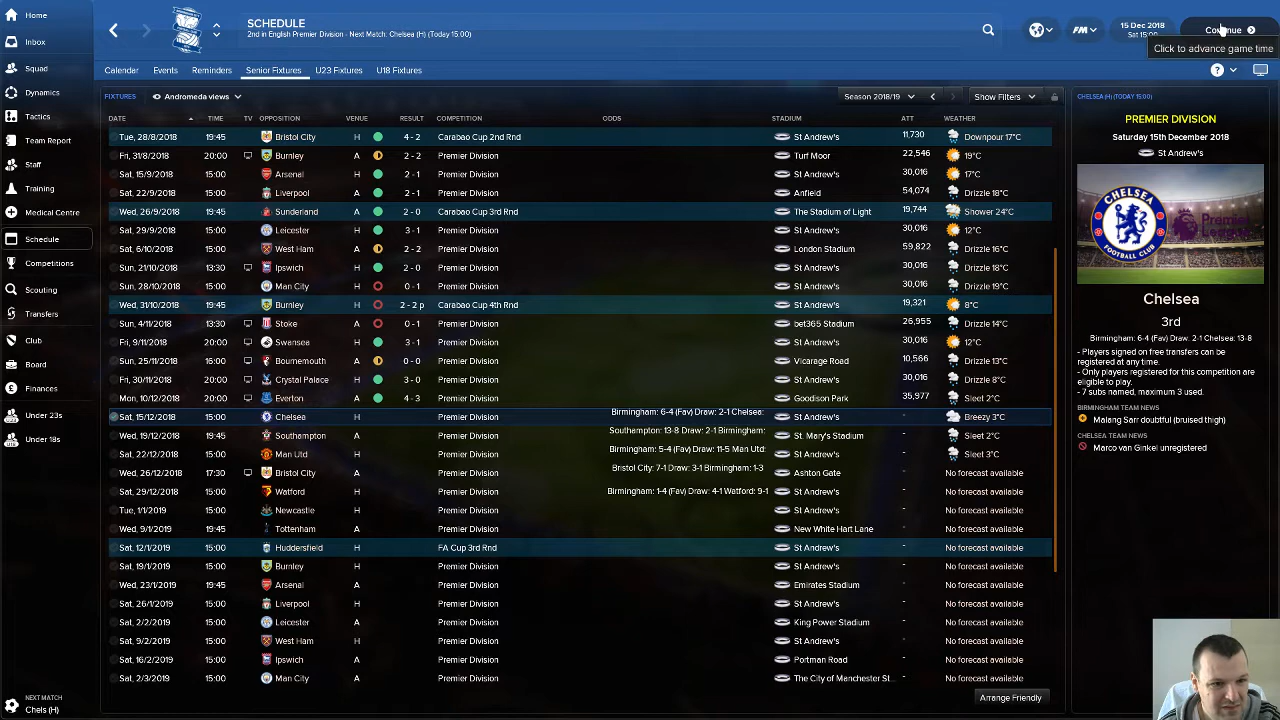 Home
SCHEDULE
2nd in English Premier Division - Next Match: Chelsea (H) (Today 15:00)
FM
15 Dec 2018
Sat 15:00
Continue
Click to advance game time
Inbox
Squad
Dynamics
Tactics
Team Report
Staff
Training
Medical Centre
Schedule
Competitions
Scouting
Transfers
Club
Board
Finances
Under 23s
Under 18s
NEXT MATCH
Chels (H)
Calendar Events Reminders Senior Fixtures U23 Fixtures U18 Fixtures
?
FIXTURES Andromeda views Season 2018/19 Show Filters
DATE TIME TV OPPOSITION VENUE RESULT COMPETITION ODDS STADIUM ATT WEATHER
Tue, 28/8/2018 19:45 Bristol City H 4 - 2 Carabao Cup 2nd Rnd St Andrew's 11,730 Downpour 17°C
Fri, 31/8/2018 20:00 Burnley A 2 - 2 Premier Division Turf Moor 22,546 19°C
Sat, 15/9/2018 15:00 Arsenal H 2 - 1 Premier Division St Andrew's 30,016 17°C
Sat, 22/9/2018 15:00 Liverpool A 2 - 1 Premier Division Anfield 54,074 Drizzle 18°C
Wed, 26/9/2018 19:45 Sunderland A 2 - 0 Carabao Cup 3rd Rnd The Stadium of Light 19,744 Shower 24°C
Sat, 29/9/2018 15:00 Leicester H 3 - 1 Premier Division St Andrew's 30,016 12°C
Sat, 6/10/2018 15:00 West Ham A 2 - 2 Premier Division London Stadium 59,822 Drizzle 16°C
Sun, 21/10/2018 13:30 Ipswich H 2 - 0 Premier Division St Andrew's 30,016 Drizzle 18°C
Sun, 28/10/2018 15:00 Man City H 0 - 1 Premier Division St Andrew's 30,016 Drizzle 19°C
Wed, 31/10/2018 19:45 Burnley H 2 - 2 p Carabao Cup 4th Rnd St Andrew's 19,321 8°C
Sun, 4/11/2018 13:30 Stoke A 0 - 1 Premier Division bet365 Stadium 26,955 Drizzle 14°C
Fri, 9/11/2018 20:00 Swansea H 3 - 1 Premier Division St Andrew's 30,016 12°C
Sun, 25/11/2018 16:00 Bournemouth A 0 - 0 Premier Division Vicarage Road 10,566 Drizzle 13°C
Fri, 30/11/2018 20:00 Crystal Palace H 3 - 0 Premier Division St Andrew's 30,016 Drizzle 8°C
Mon, 10/12/2018 20:00 Everton A 4 - 3 Premier Division Goodison Park 35,977 Sleet 2°C
Sat, 15/12/2018 15:00 Chelsea H Premier Division Birmingham: 6-4 (Fav) Draw: 2-1 Chelsea: St Andrew's - Breezy 3°C
Wed, 19/12/2018 19:45 Southampton A Premier Division Southampton: 13-8 Draw: 2-1 Birmingham: St. Mary's Stadium - Sleet 2°C
Sat, 22/12/2018 15:00 Man Utd H Premier Division Birmingham: 5-4 (Fav) Draw: 11-5 Man Utd: St Andrew's - Sleet 3°C
Wed, 26/12/2018 17:30 Bristol City A Premier Division Bristol City: 7-1 Draw: 3-1 Birmingham: 1-3 Ashton Gate - No forecast available
Sat, 29/12/2018 15:00 Watford H Premier Division Birmingham: 1-4 (Fav) Draw: 4-1 Watford: 9-1 St Andrew's - No forecast available
Tue, 1/1/2019 15:00 Newcastle H Premier Division St Andrew's - No forecast available
Wed, 9/1/2019 19:45 Tottenham A Premier Division New White Hart Lane - No forecast available
Sat, 12/1/2019 15:00 Huddersfield H FA Cup 3rd Rnd St Andrew's - No forecast available
Sat, 19/1/2019 15:00 Burnley H Premier Division St Andrew's - No forecast available
Wed, 23/1/2019 19:45 Arsenal A Premier Division Emirates Stadium - No forecast available
Sat, 26/1/2019 15:00 Liverpool H Premier Division St Andrew's - No forecast available
Sat, 2/2/2019 15:00 Leicester A Premier Division King Power Stadium - No forecast available
Sat, 9/2/2019 15:00 West Ham H Premier Division St Andrew's - No forecast available
Sat, 16/2/2019 15:00 Ipswich A Premier Division Portman Road - No forecast available
Sat, 2/3/2019 15:00 Man City A Premier Division The City of Manchester St... - No forecast available
Arrange Friendly
CHELSEA (H) (TODAY 15:00)
PREMIER DIVISION
Saturday 15th December 2018
St Andrew's
CHELSEA
FOOTBALL CLUB
Premier
League
Chelsea
3rd
Birmingham: 6-4 (Fav) Draw: 2-1 Chelsea: 13-8
- Players signed on free transfers can be
registered at any time.
- Only players registered for this competition are
eligible to play.
- 7 subs named, maximum 3 used.
BIRMINGHAM TEAM NEWS
Malang Sarr doubtful (bruised high)
CHELSEA TEAM NEWS
Marco van Ginkel unregistered